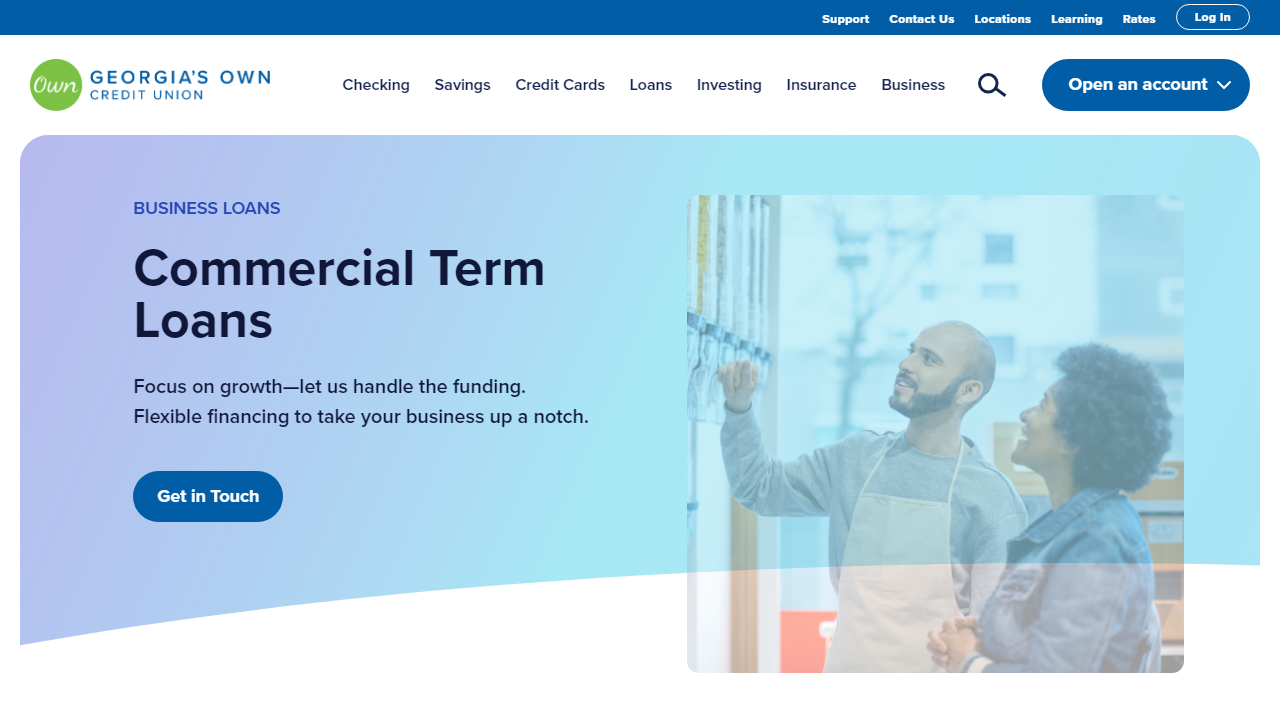 Support Contact Us Locations Learning Rates Log In
Own GEORGIA'S OWN
CREDIT UNION
Checking Savings Credit Cards Loans Investing Insurance Business Open an account
BUSINESS LOANS
Commercial Term
Loans
Focus on growth—let us handle the funding.
Flexible financing to take your business up a notch.
Get in Touch